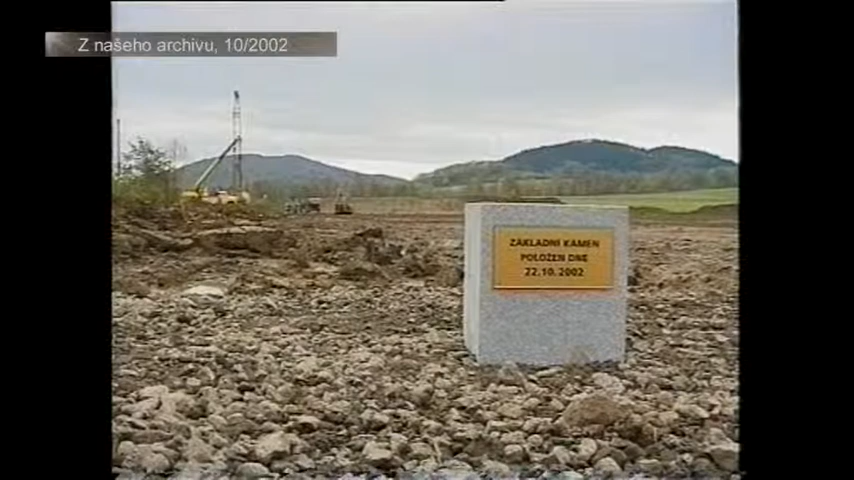 Z našeho archivu, 10/2002
ZÁKLADNÍ KÁMEN
POLOŽEN DNE
22.10.2002